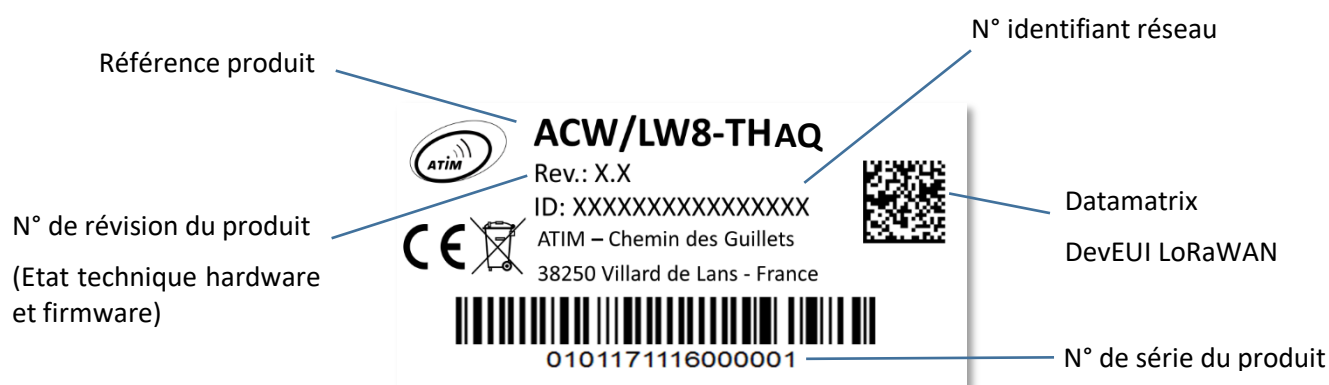 N° identifiant réseau
Référence produit
ATIM
ACW/LW8-THAQ
Rev.: X.X
ID: XXXXXXXXXXXXXXXX
ATIM – Chemin des Guillets
38250 Villard de Lans - France
CE
0101171116000001
N° de révision du produit
(Etat technique hardware
et firmware)
Datamatrix
DevEUI LoRaWAN
N° de série du produit